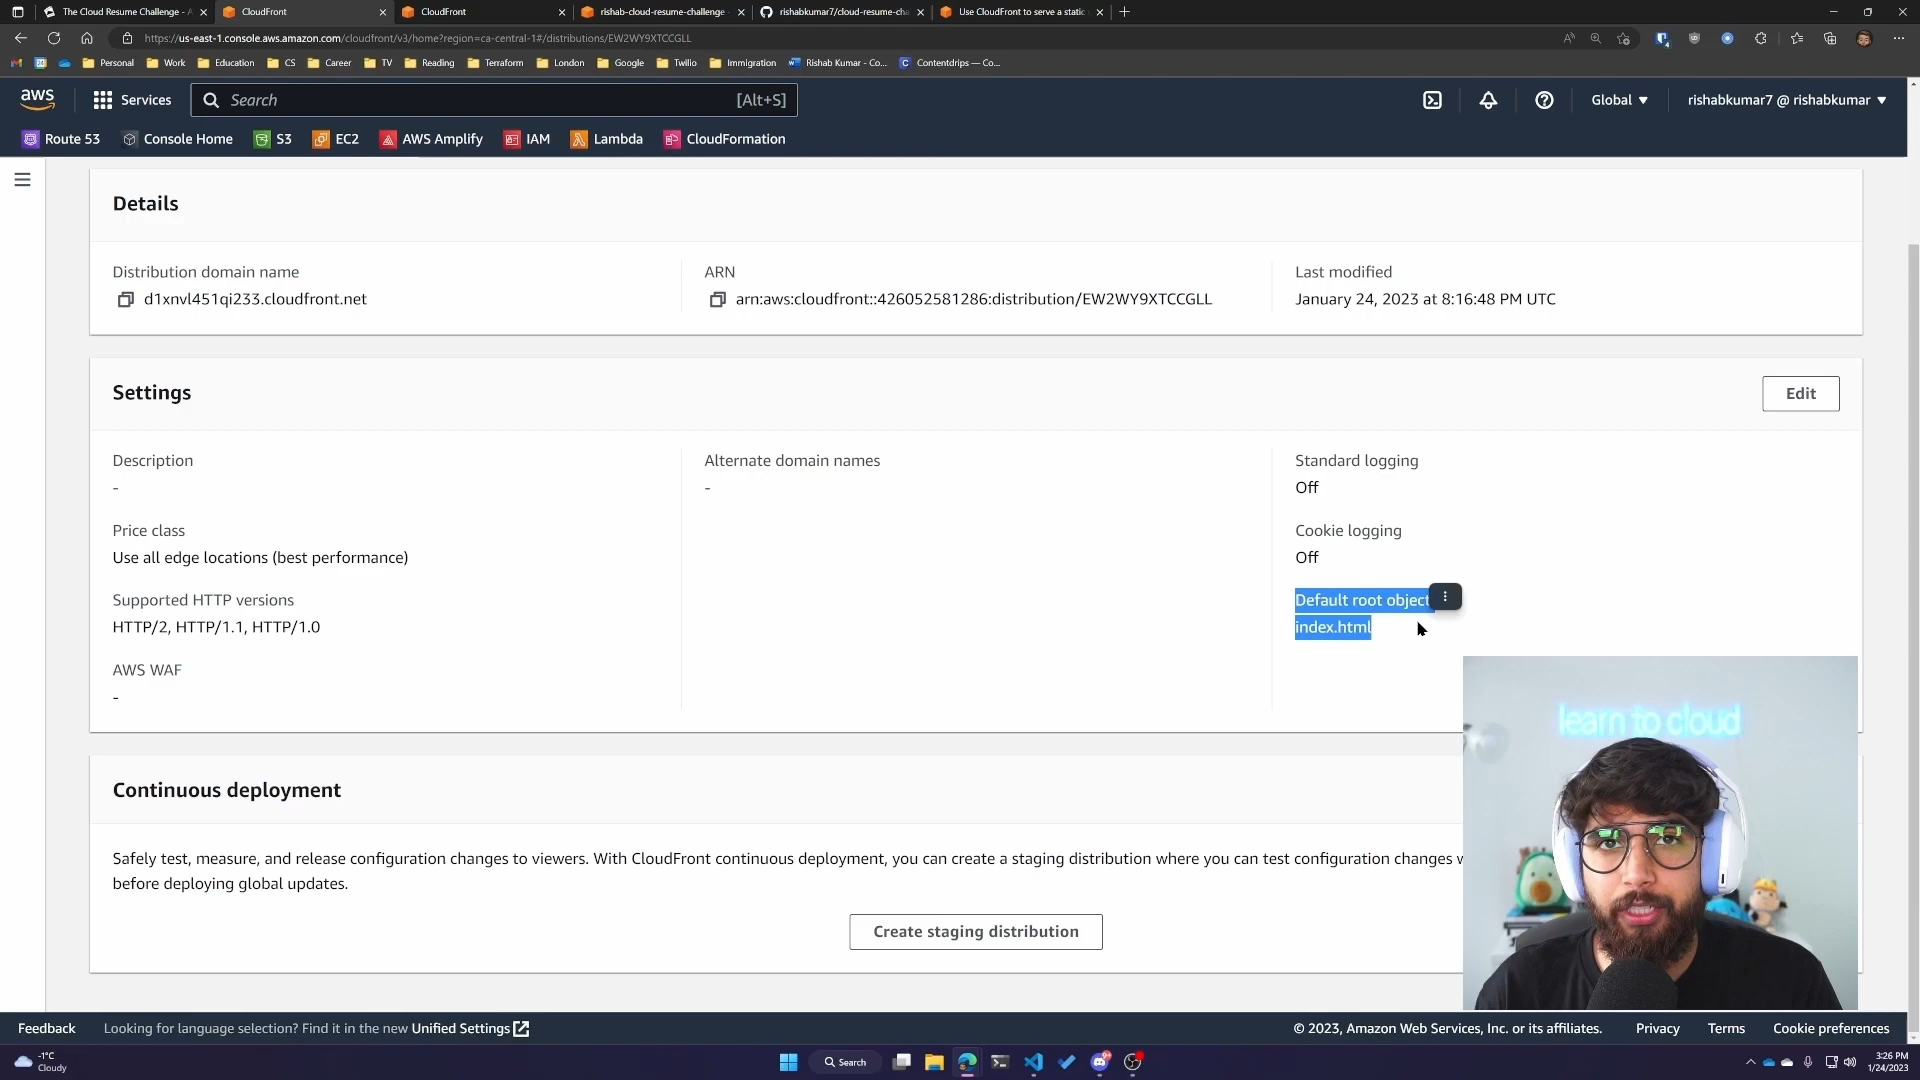 The Cloud Resume Challenge - A
CloudFront
CloudFront
rishab-cloud-resume-challenge
rishabkumar7/cloud-resume-cha
Use CloudFront to serve a static
https://us-east-1.console.aws.amazon.com/cloudfront/v3/home?region=ca-central-1#/distributions/EW2WY9XTCCGLL
Personal
Work
Education
CS
Career
TV
Reading
Terraform
London
Google
Twilio
Immigration
Rishab Kumar - Co...
Contentdrips — Co...
aws
Services
Search
[Alt+S]
Global
rishabkumar7 @ rishabkumar
Route 53
Console Home
S3
EC2
AWS Amplify
IAM
Lambda
CloudFormation
Details
Distribution domain name
d1xnvl451qi233.cloudfront.net
ARN
arn:aws:cloudfront::426052581286:distribution/EW2WY9XTCCGLL
Last modified
January 24, 2023 at 8:16:48 PM UTC
Settings
Edit
Description
-
Price class
Use all edge locations (best performance)
Supported HTTP versions
HTTP/2, HTTP/1.1, HTTP/1.0
AWS WAF
-
Alternate domain names
-
Standard logging
Off
Cookie logging
Off
Default root object
index.html
learn to cloud
Continuous deployment
Safely test, measure, and release configuration changes to viewers. With CloudFront continuous deployment, you can create a staging distribution where you can test configuration changes w
before deploying global updates.
Create staging distribution
Feedback
Looking for language selection? Find it in the new Unified Settings
© 2023, Amazon Web Services, Inc. or its affiliates.
Privacy
Terms
Cookie preferences
-1°C
Cloudy
Search
3:26 PM
1/24/2023